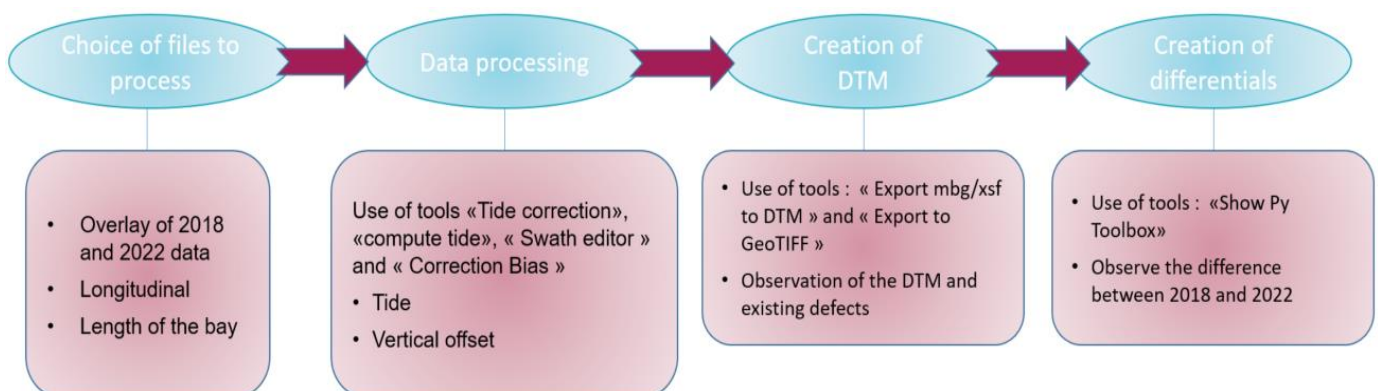 Choice of files to
process
Data processing
Creation of
DTM
Creation of
differentials
• Overlay of 2018
and 2022 data
• Longitudinal
• Length of the bay
Use of tools «Tide correction»,
«compute tide», « Swath editor »
and « Correction Bias »
• Tide
• Vertical offset
• Use of tools : « Export mbg/xsf
to DTM » and « Export to
GeoTIFF »
• Observation of the DTM and
existing defects
• Use of tools : «Show Py
Toolbox»
• Observe the difference
between 2018 and 2022